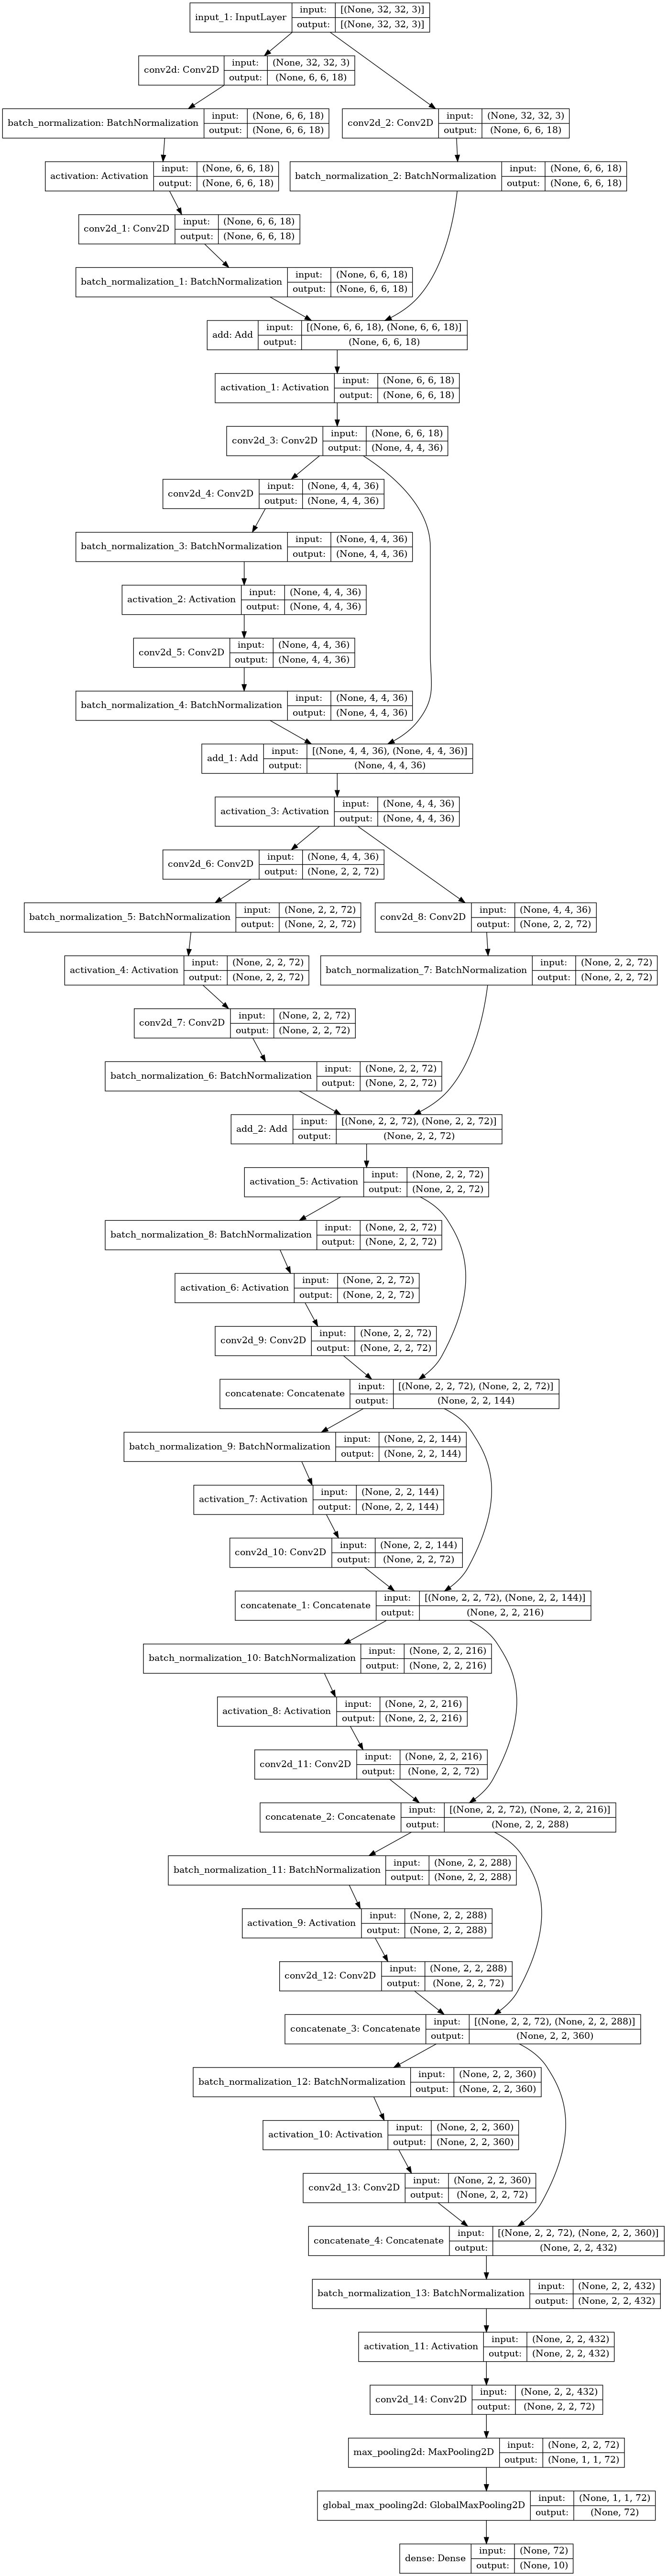 input_1: InputLayer input: [(None, 32, 32, 3)]
output: [(None, 32, 32, 3)]
conv2d: Conv2D input: (None, 32, 32, 3)
output: (None, 6, 6, 18)
batch_normalization: BatchNormalization input: (None, 6, 6, 18)
output: (None, 6, 6, 18)
conv2d_2: Conv2D input: (None, 32, 32, 3)
output: (None, 6, 6, 18)
activation: Activation input: (None, 6, 6, 18)
output: (None, 6, 6, 18)
batch_normalization_2: BatchNormalization input: (None, 6, 6, 18)
output: (None, 6, 6, 18)
conv2d_1: Conv2D input: (None, 6, 6, 18)
output: (None, 6, 6, 18)
batch_normalization_1: BatchNormalization input: (None, 6, 6, 18)
output: (None, 6, 6, 18)
add: Add input: [(None, 6, 6, 18), (None, 6, 6, 18)]
output: (None, 6, 6, 18)
activation_1: Activation input: (None, 6, 6, 18)
output: (None, 6, 6, 18)
conv2d_3: Conv2D input: (None, 6, 6, 18)
output: (None, 4, 4, 36)
conv2d_4: Conv2D input: (None, 4, 4, 36)
output: (None, 4, 4, 36)
batch_normalization_3: BatchNormalization input: (None, 4, 4, 36)
output: (None, 4, 4, 36)
activation_2: Activation input: (None, 4, 4, 36)
output: (None, 4, 4, 36)
conv2d_5: Conv2D input: (None, 4, 4, 36)
output: (None, 4, 4, 36)
batch_normalization_4: BatchNormalization input: (None, 4, 4, 36)
output: (None, 4, 4, 36)
add_1: Add input: [(None, 4, 4, 36), (None, 4, 4, 36)]
output: (None, 4, 4, 36)
activation_3: Activation input: (None, 4, 4, 36)
output: (None, 4, 4, 36)
conv2d_6: Conv2D input: (None, 4, 4, 36)
output: (None, 2, 2, 72)
batch_normalization_5: BatchNormalization input: (None, 2, 2, 72)
output: (None, 2, 2, 72)
conv2d_8: Conv2D input: (None, 4, 4, 36)
output: (None, 2, 2, 72)
activation_4: Activation input: (None, 2, 2, 72)
output: (None, 2, 2, 72)
batch_normalization_7: BatchNormalization input: (None, 2, 2, 72)
output: (None, 2, 2, 72)
conv2d_7: Conv2D input: (None, 2, 2, 72)
output: (None, 2, 2, 72)
batch_normalization_6: BatchNormalization input: (None, 2, 2, 72)
output: (None, 2, 2, 72)
add_2: Add input: [(None, 2, 2, 72), (None, 2, 2, 72)]
output: (None, 2, 2, 72)
activation_5: Activation input: (None, 2, 2, 72)
output: (None, 2, 2, 72)
batch_normalization_8: BatchNormalization input: (None, 2, 2, 72)
output: (None, 2, 2, 72)
activation_6: Activation input: (None, 2, 2, 72)
output: (None, 2, 2, 72)
conv2d_9: Conv2D input: (None, 2, 2, 72)
output: (None, 2, 2, 72)
concatenate: Concatenate input: [(None, 2, 2, 72), (None, 2, 2, 72)]
output: (None, 2, 2, 144)
batch_normalization_9: BatchNormalization input: (None, 2, 2, 144)
output: (None, 2, 2, 144)
activation_7: Activation input: (None, 2, 2, 144)
output: (None, 2, 2, 144)
conv2d_10: Conv2D input: (None, 2, 2, 144)
output: (None, 2, 2, 72)
concatenate_1: Concatenate input: [(None, 2, 2, 72), (None, 2, 2, 144)]
output: (None, 2, 2, 216)
batch_normalization_10: BatchNormalization input: (None, 2, 2, 216)
output: (None, 2, 2, 216)
activation_8: Activation input: (None, 2, 2, 216)
output: (None, 2, 2, 216)
conv2d_11: Conv2D input: (None, 2, 2, 216)
output: (None, 2, 2, 72)
concatenate_2: Concatenate input: [(None, 2, 2, 72), (None, 2, 2, 216)]
output: (None, 2, 2, 288)
batch_normalization_11: BatchNormalization input: (None, 2, 2, 288)
output: (None, 2, 2, 288)
activation_9: Activation input: (None, 2, 2, 288)
output: (None, 2, 2, 288)
conv2d_12: Conv2D input: (None, 2, 2, 288)
output: (None, 2, 2, 72)
concatenate_3: Concatenate input: [(None, 2, 2, 72), (None, 2, 2, 288)]
output: (None, 2, 2, 360)
batch_normalization_12: BatchNormalization input: (None, 2, 2, 360)
output: (None, 2, 2, 360)
activation_10: Activation input: (None, 2, 2, 360)
output: (None, 2, 2, 360)
conv2d_13: Conv2D input: (None, 2, 2, 360)
output: (None, 2, 2, 72)
concatenate_4: Concatenate input: [(None, 2, 2, 72), (None, 2, 2, 360)]
output: (None, 2, 2, 432)
batch_normalization_13: BatchNormalization input: (None, 2, 2, 432)
output: (None, 2, 2, 432)
activation_11: Activation input: (None, 2, 2, 432)
output: (None, 2, 2, 432)
conv2d_14: Conv2D input: (None, 2, 2, 432)
output: (None, 2, 2, 72)
max_pooling2d: MaxPooling2D input: (None, 2, 2, 72)
output: (None, 1, 1, 72)
global_max_pooling2d: GlobalMaxPooling2D input: (None, 1, 1, 72)
output: (None, 72)
dense: Dense input: (None, 72)
output: (None, 10)